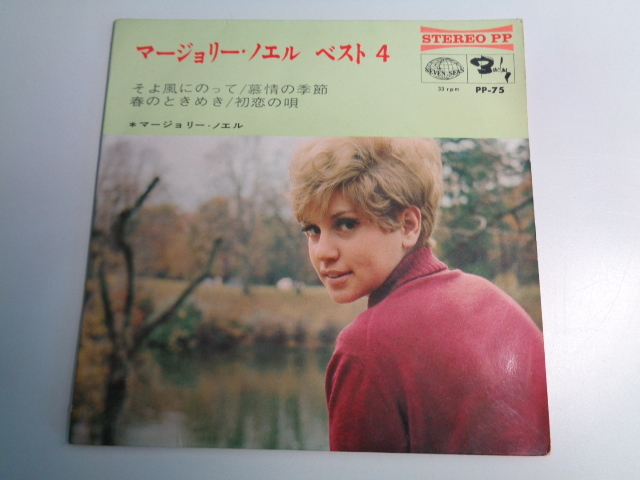 マージョリー・ノエル ベスト 4
STEREO PP
SEVEN SEAS
Barclay
33 rpm
PP-75
そよ風にのって/慕情の季節
春のときめき/初恋の唄
*マージョリー・ノエル